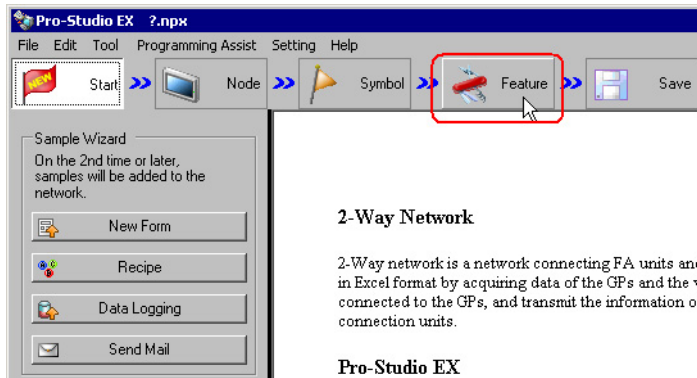 Pro-Studio EX ?.npx
File Edit Tool Programming Assist Setting Help
NEW Start Node Symbol Feature Save
Sample Wizard
On the 2nd time or later,
samples will be added to the
network.
New Form
Recipe
Data Logging
Send Mail
2-Way Network
2-Way network is a network connecting FA units and
in Excel format by acquiring data of the GPs and the
connected to the GPs, and transmit the information o
connection units.
Pro-Studio EX